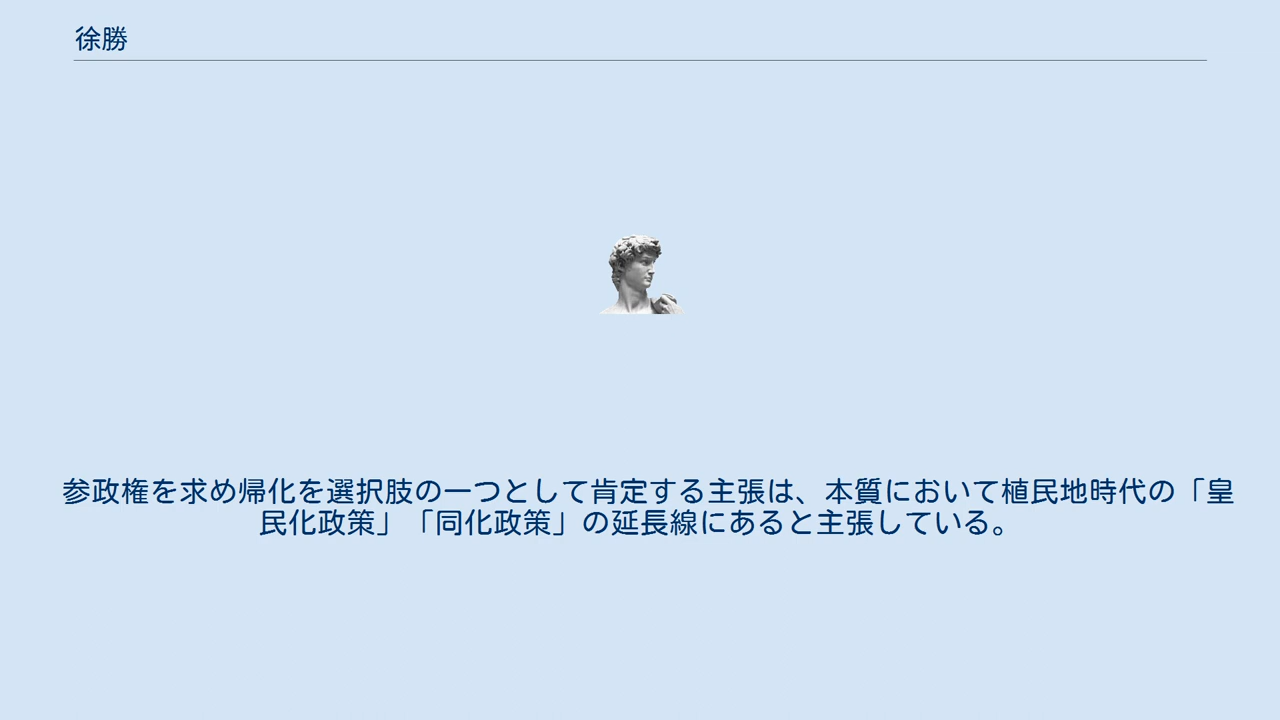 徐勝
参政権を求め帰化を選択肢の一つとして肯定する主張は、本質において植民地時代の「皇
民化政策」「同化政策」の延長線にあると主張している。